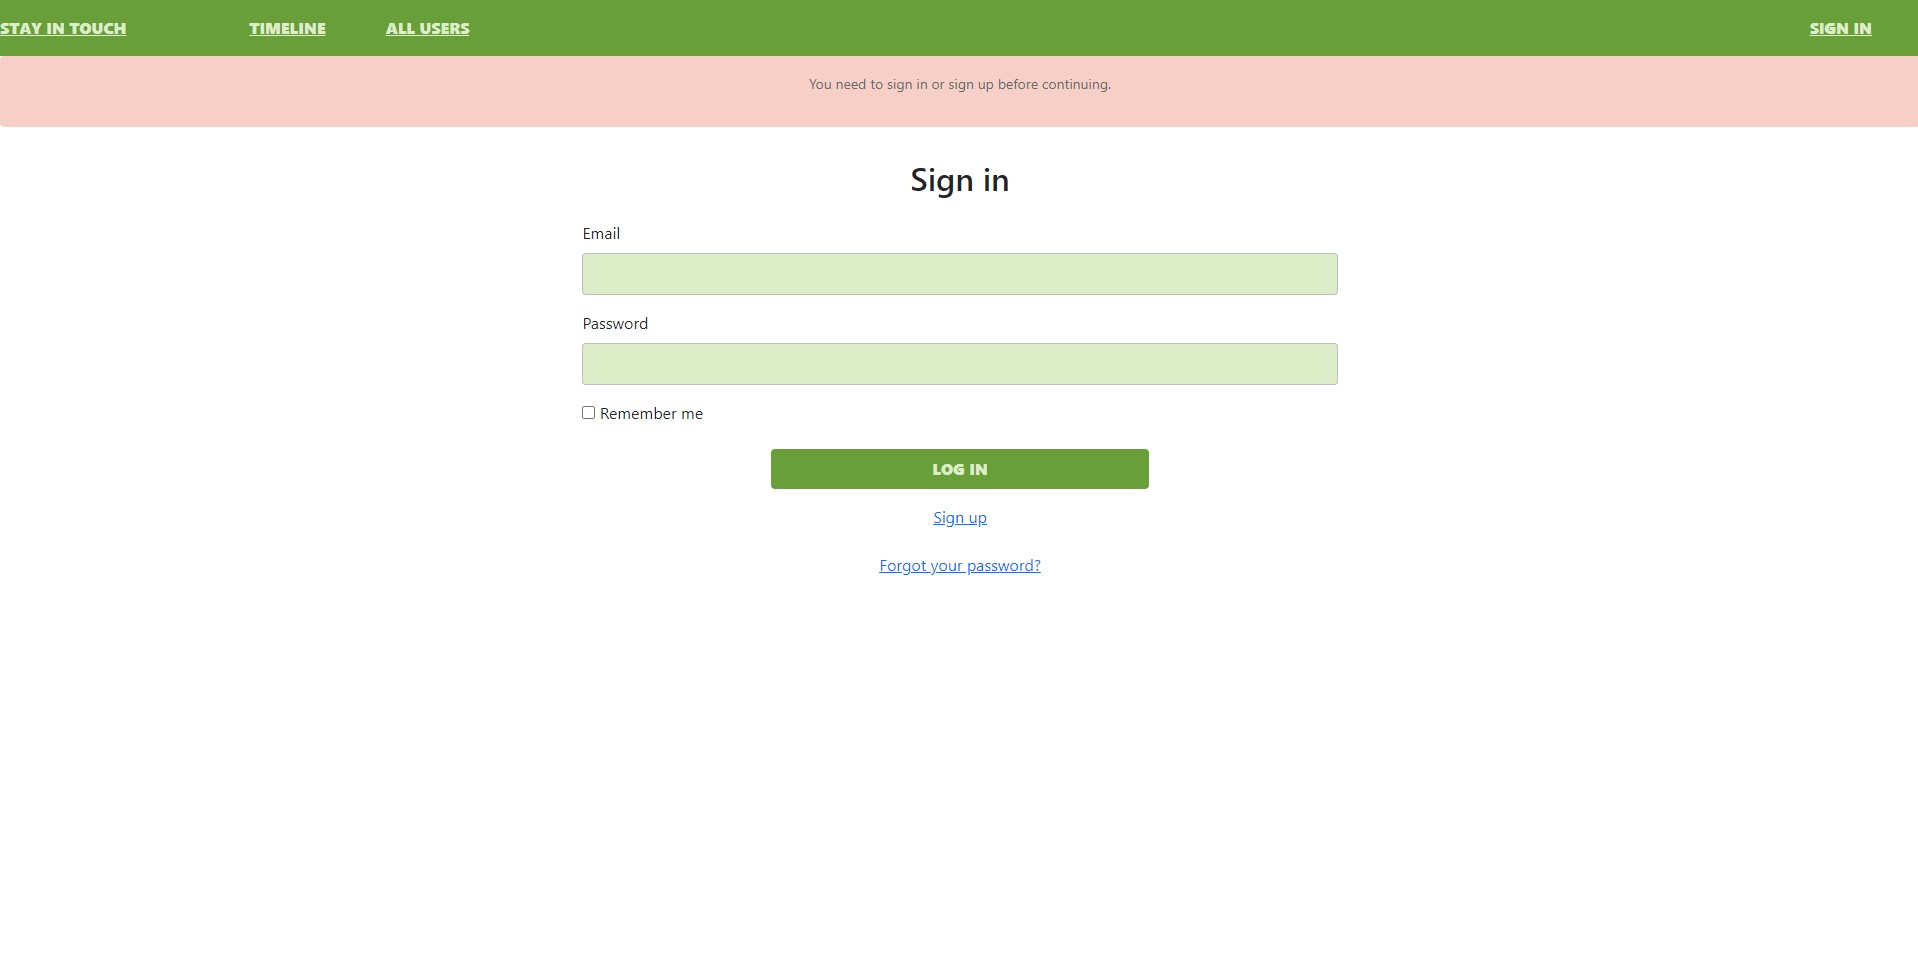 STAY IN TOUCH TIMELINE ALL USERS SIGN IN
You need to sign in or sign up before continuing.
Sign in
Email
Password
Remember me
LOG IN
Sign up
Forgot your password?